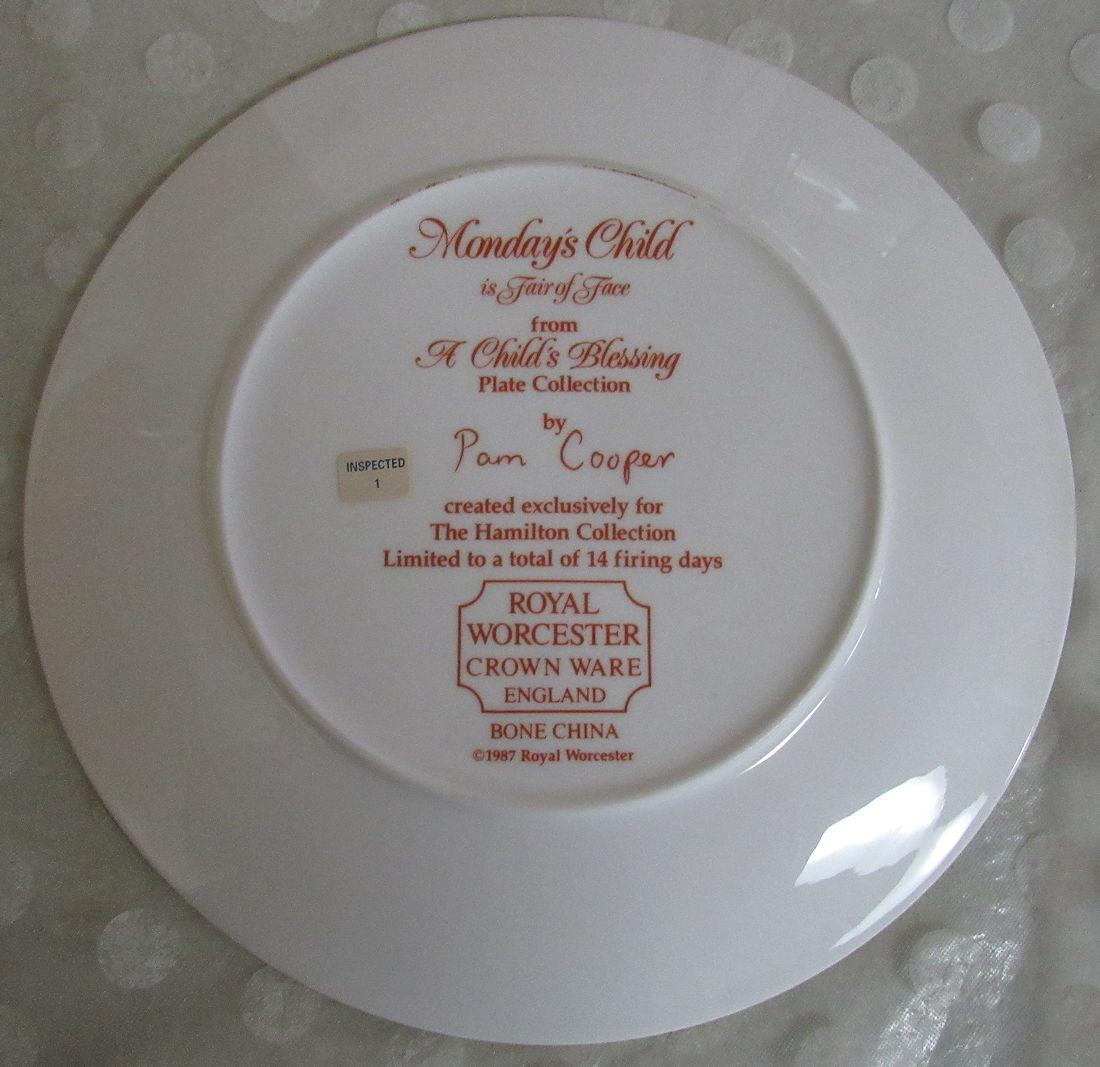 Monday's Child
is Fair of Face
from
A Child's Blessing
Plate Collection
by
Pam Cooper
INSPECTED
1
created exclusively for
The Hamilton Collection
Limited to a total of 14 firing days
ROYAL
WORCESTER
CROWN WARE
ENGLAND
BONE CHINA
©1987 Royal Worcester